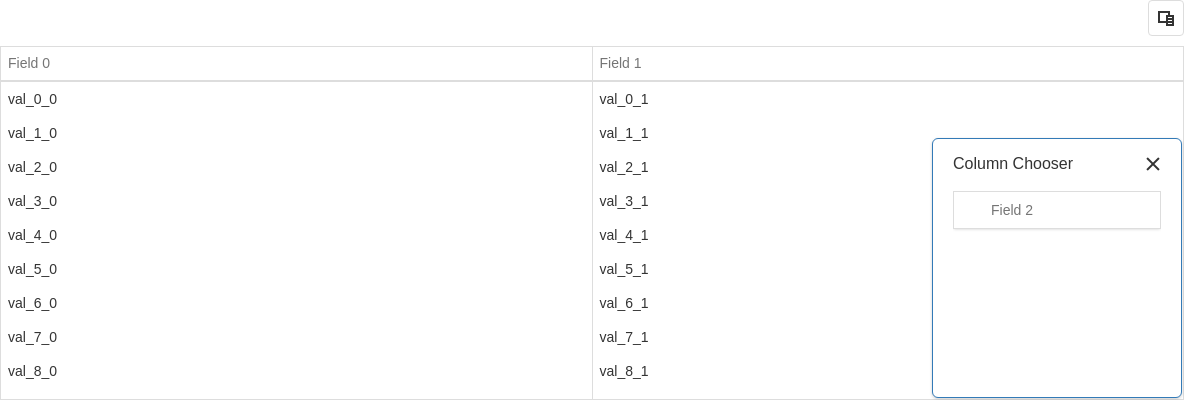 Field 0 Field 1
val_0_0 val_0_1
val_1_0 val_1_1
val_2_0 val_2_1
val_3_0 val_3_1
val_4_0 val_4_1
val_5_0 val_5_1
val_6_0 val_6_1
val_7_0 val_7_1
val_8_0 val_8_1
Column Chooser
Field 2